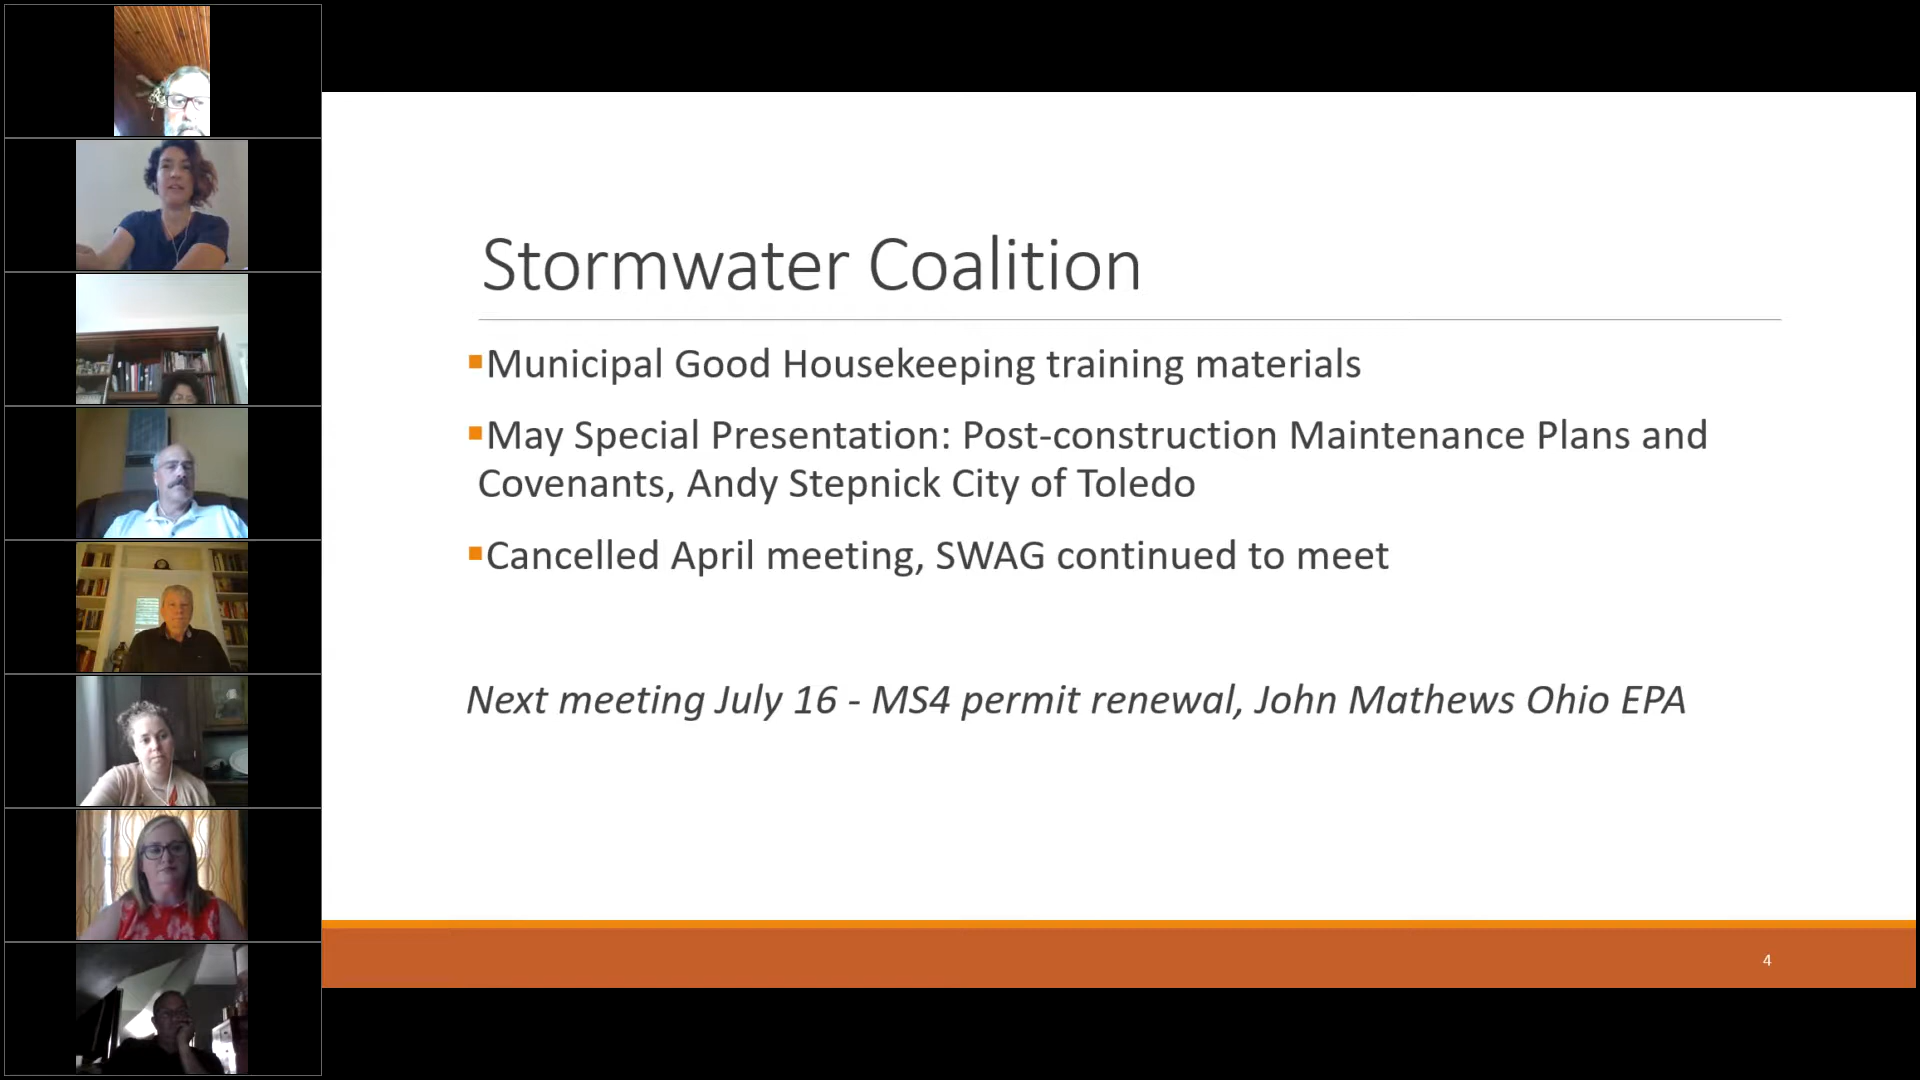 Stormwater Coalition
▪Municipal Good Housekeeping training materials
▪May Special Presentation: Post-construction Maintenance Plans and
Covenants, Andy Stepnick City of Toledo
▪Cancelled April meeting, SWAG continued to meet
Next meeting July 16 - MS4 permit renewal, John Mathews Ohio EPA
4